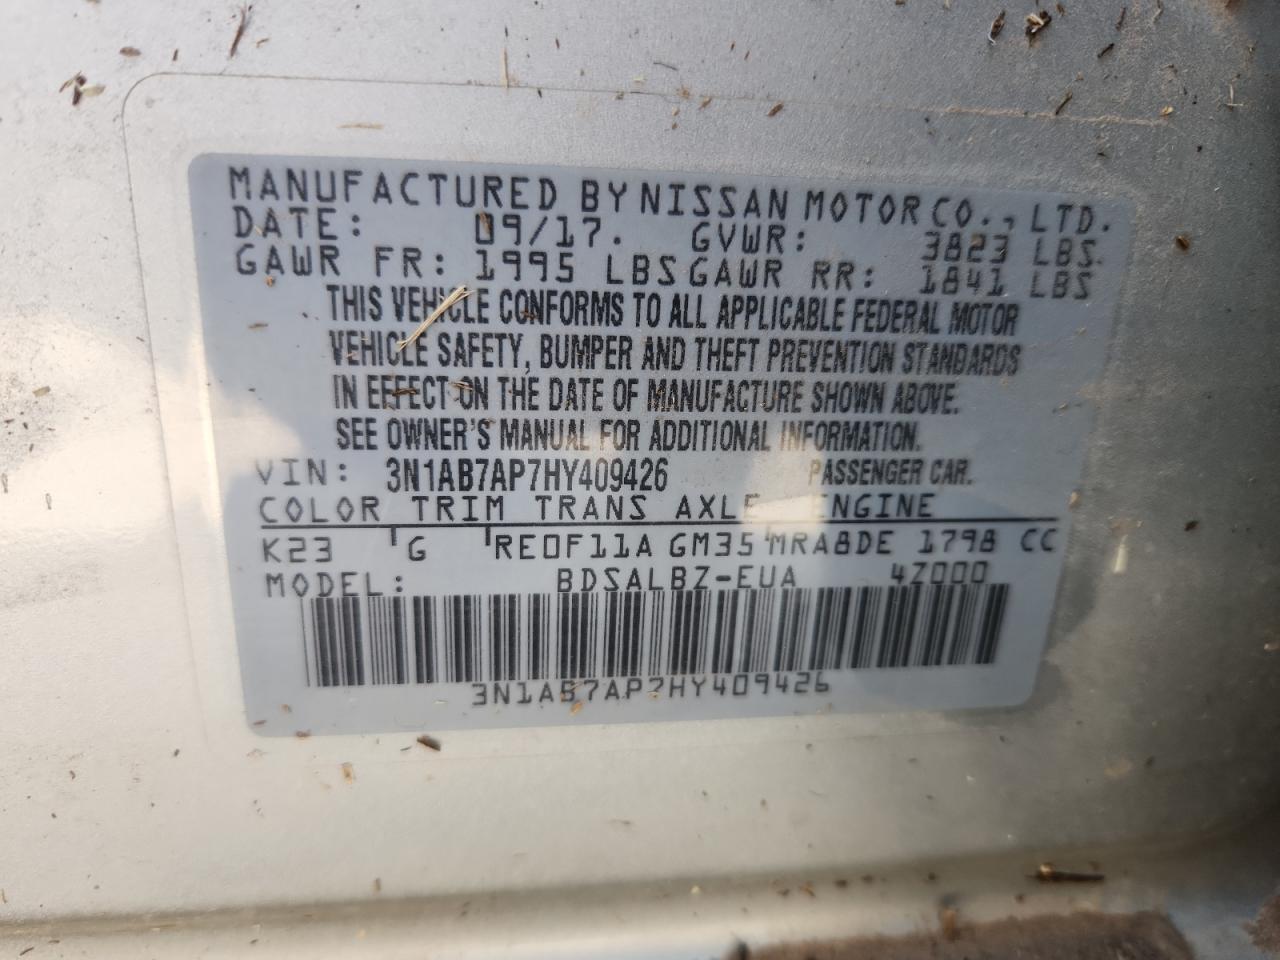 MANUFACTURED BY NISSAN MOTOR CO., LTD.
DATE: 09/17. GVWR: 3823 LBS.
GAWR FR: 1995 LBS GAWR RR: 1841 LBS
THIS VEHICLE CONFORMS TO ALL APPLICABLE FEDERAL MOTOR
VEHICLE SAFETY, BUMPER AND THEFT PREVENTION STANDARDS
IN EFFECT ON THE DATE OF MANUFACTURE SHOWN ABOVE.
SEE OWNER'S MANUAL FOR ADDITIONAL INFORMATION.
VIN: 3N1AB7AP7HY409426 PASSENGER CAR.
COLOR TRIM TRANS AXLE ENGINE
K23 G RE0F11A GM35 MRA8DE 1798 CC
MODEL: BDSALBZ-EUA 4Z000
3N1AB7AP7HY409426